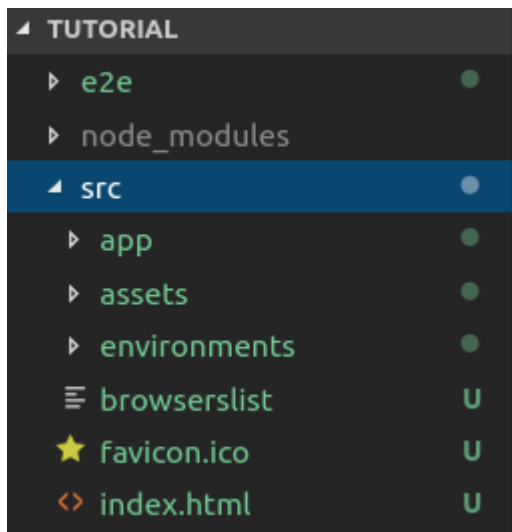 TUTORIAL
e2e
node_modules
src
app
assets
environments
browserslist U
favicon.ico U
index.html U